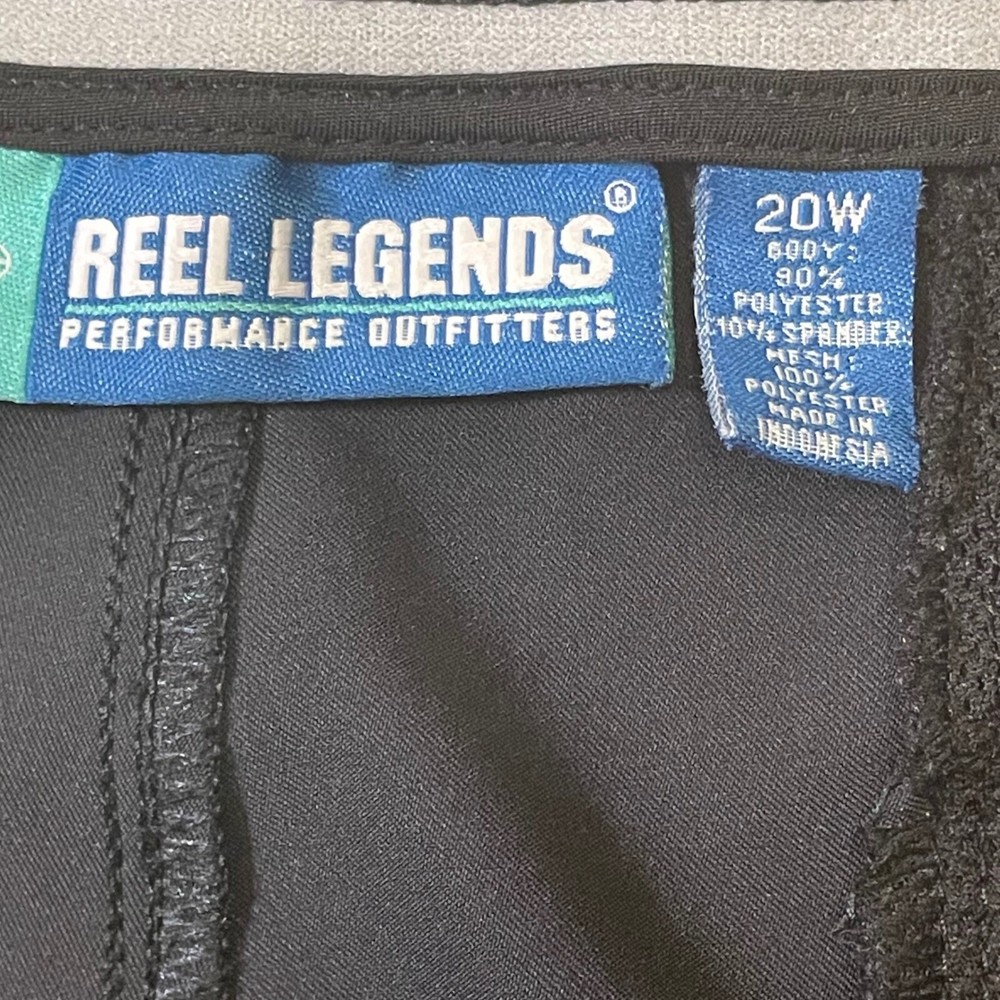 REEL LEGENDS®
PERFORMANCE OUTFITTERS
20W
BODY:
90%
POLYESTER
10% SPANDEX
MESH:
100%
POLYESTER
MADE IN
INDONESIA